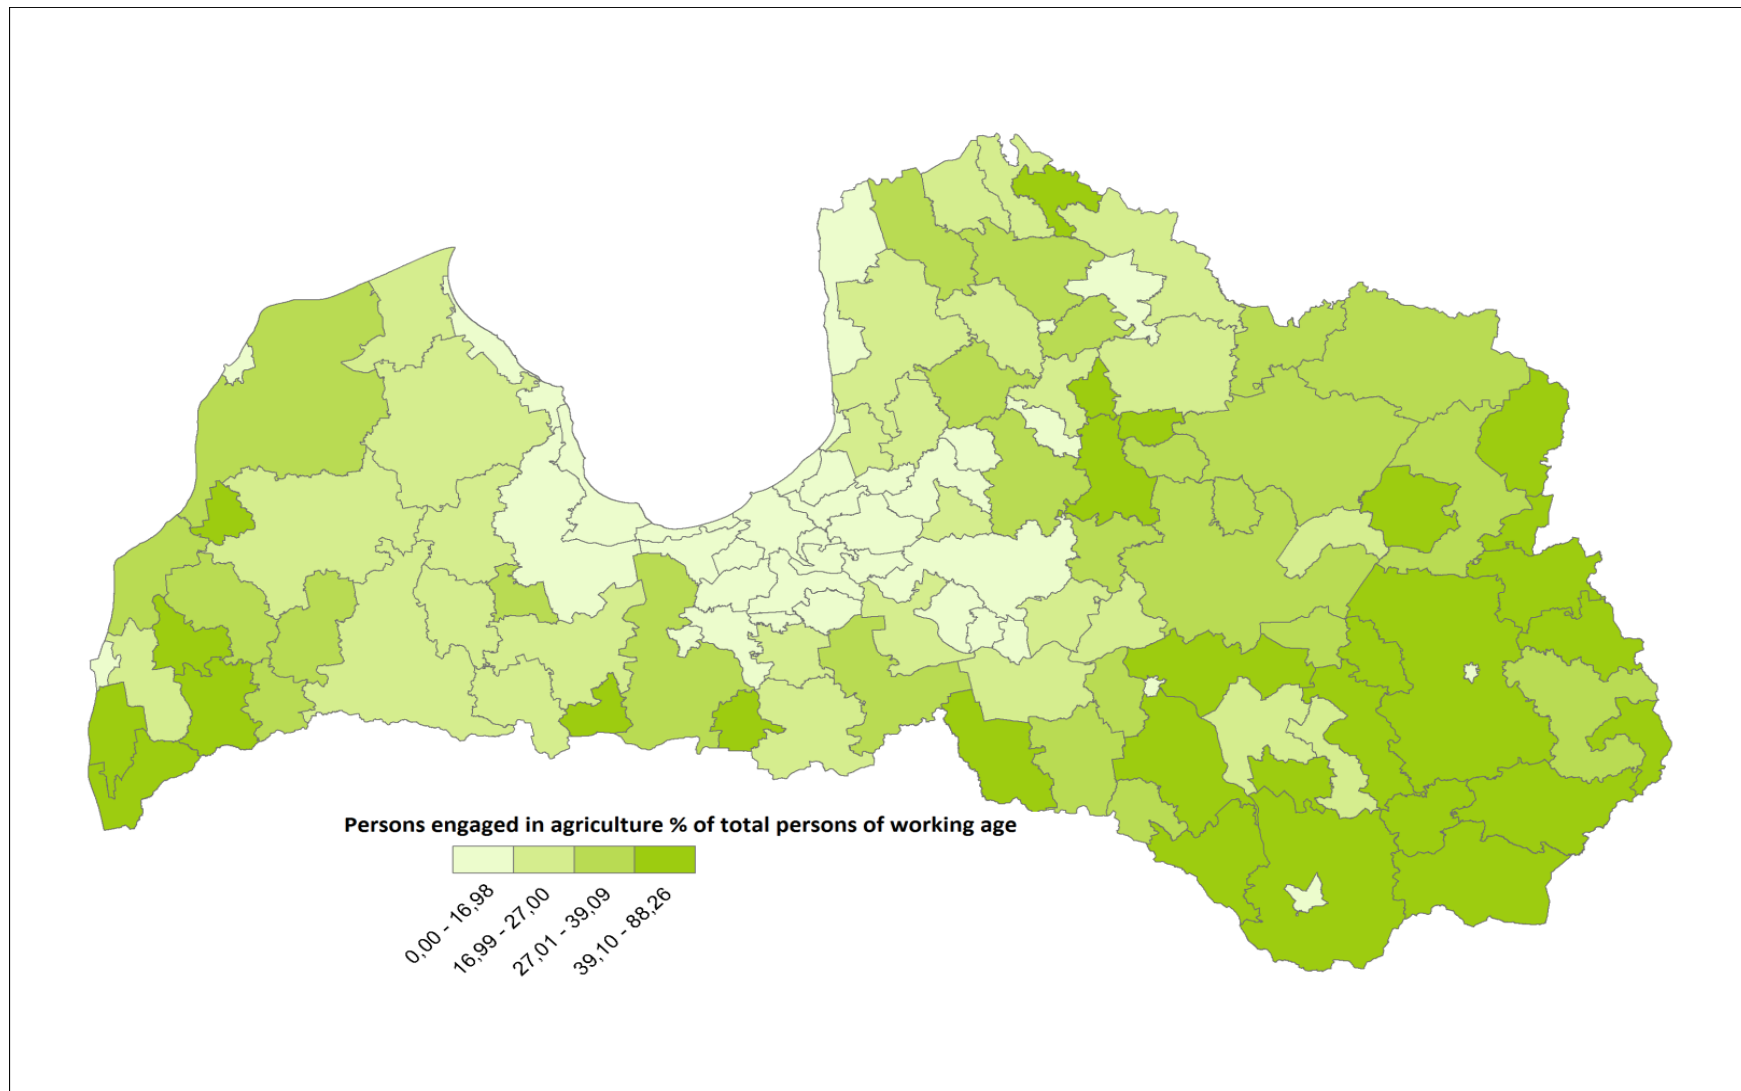 Persons engaged in agriculture % of total persons of working age
0,00 - 16,98
16,99 - 27,00
27,01 - 39,09
39,10 - 88,26